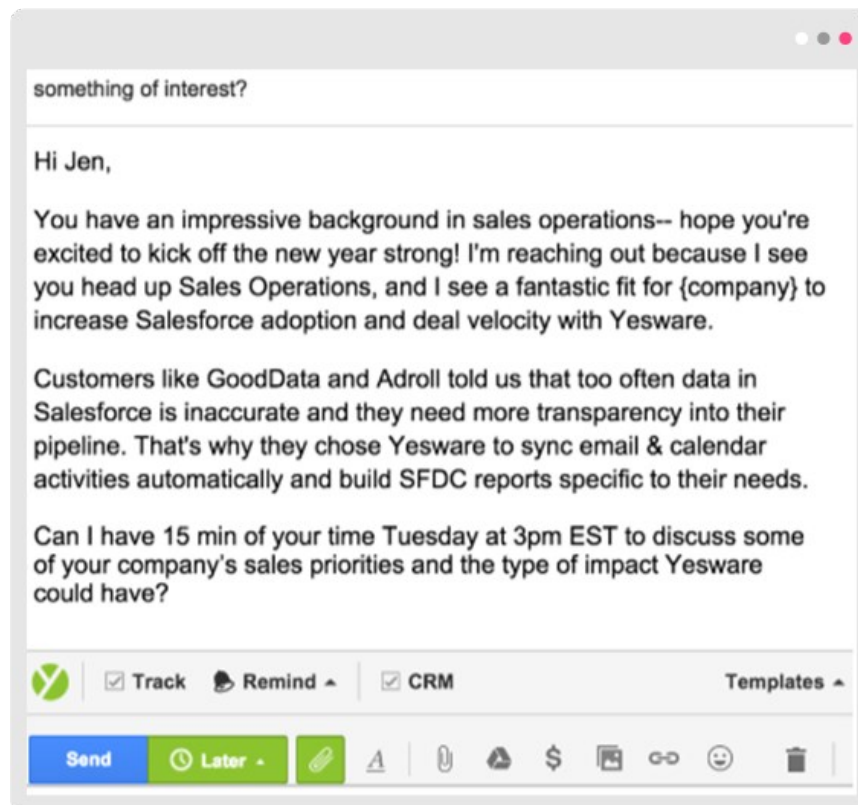 something of interest?
Hi Jen,
You have an impressive background in sales operations-- hope you're
excited to kick off the new year strong! I'm reaching out because I see
you head up Sales Operations, and I see a fantastic fit for {company} to
increase Salesforce adoption and deal velocity with Yesware.
Customers like GoodData and Adroll told us that too often data in
Salesforce is inaccurate and they need more transparency into their
pipeline. That's why they chose Yesware to sync email & calendar
activities automatically and build SFDC reports specific to their needs.
Can I have 15 min of your time Tuesday at 3pm EST to discuss some
of your company's sales priorities and the type of impact Yesware
could have?
Y Track Remind CRM Templates
Send Later A $